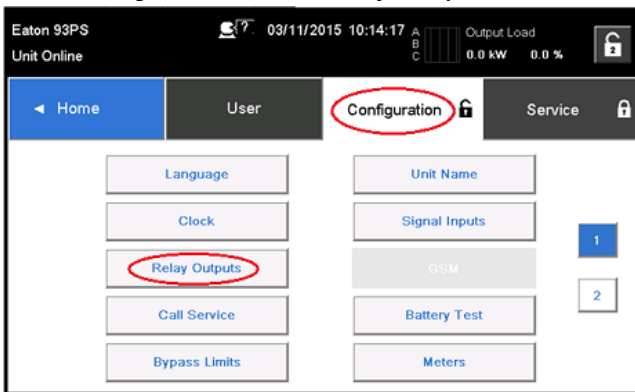 Eaton 93PS
Unit Online
03/11/2015 10:14:17
A
B
C
Output Load
0.0 kW 0.0 %
2
◄ Home
User
Configuration
Service
Language
Unit Name
Clock
Signal Inputs
1
Relay Outputs
GSM
2
Call Service
Battery Test
Bypass Limits
Meters